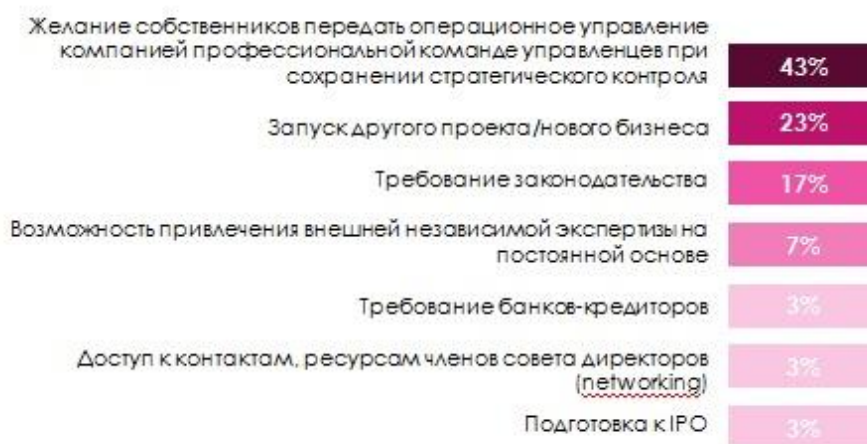 Желание собственников передать операционное управление
компанией профессиональной команде управленцев при
сохранении стратегического контроля
43%
Запуск другого проекта/нового бизнеса
23%
Требование законодательства
17%
Возможность привлечения внешней независимой экспертизы на
постоянной основе
7%
Требование банков-кредиторов
3%
Доступ к контактам, ресурсам членов совета директоров
(networking)
3%
Подготовка к IPO
3%